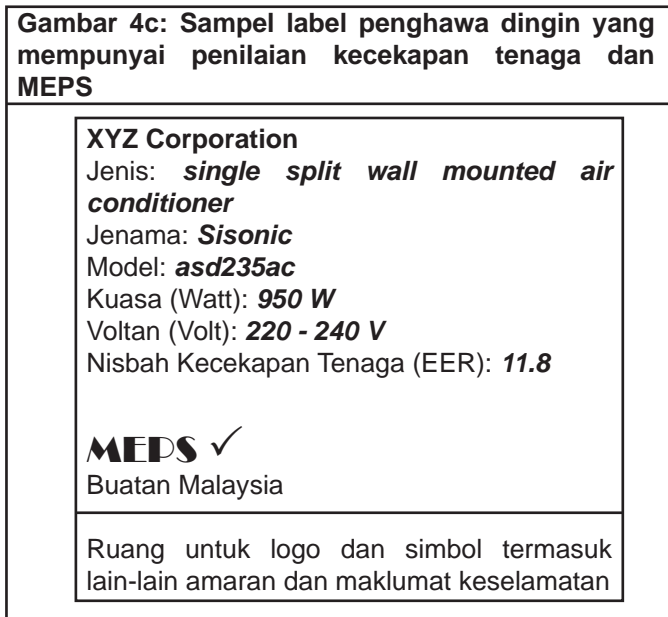 Gambar 4c: Sampel label penghawa dingin yang
mempunyai penilaian kecekapan tenaga dan
MEPS
XYZ Corporation
Jenis: single split wall mounted air
conditioner
Jenama: Sisonic
Model: asd235ac
Kuasa (Watt): 950 W
Voltan (Volt): 220 - 240 V
Nisbah Kecekapan Tenaga (EER): 11.8
MEPS ✓
Buatan Malaysia
Ruang untuk logo dan simbol termasuk
lain-lain amaran dan maklumat keselamatan